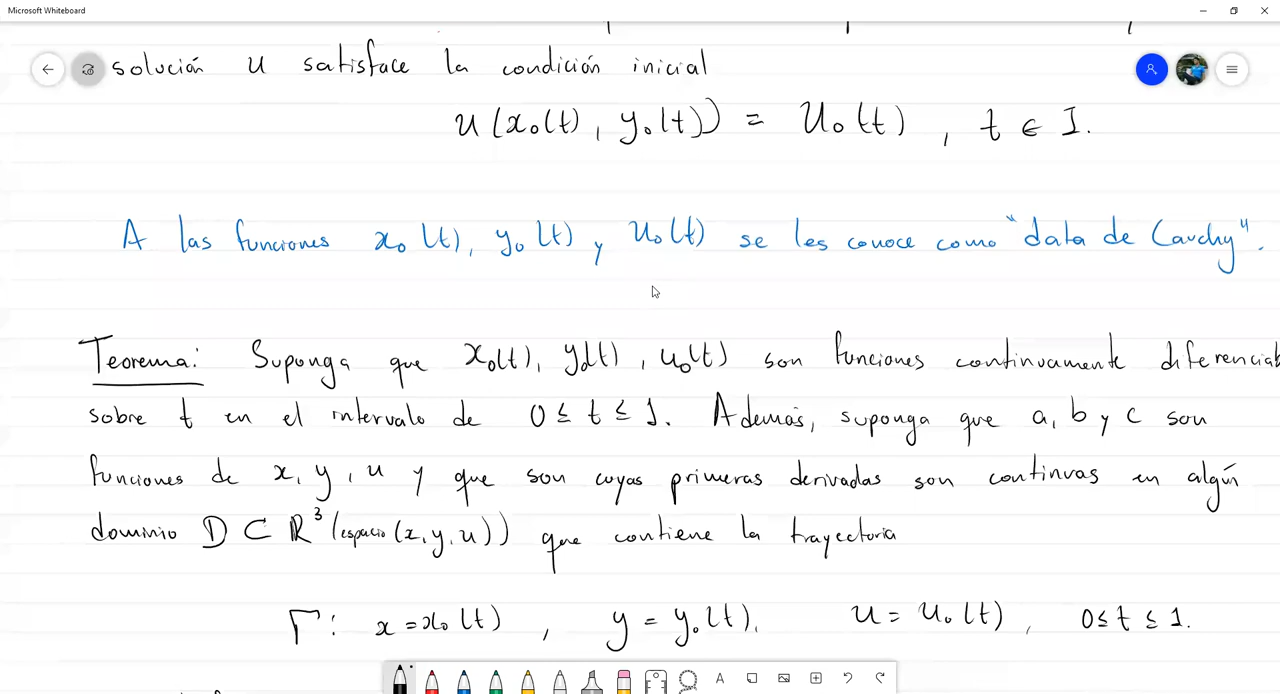 Microsoft Whiteboard
solución u satisface la condición inicial
u(x₀(t), y₀(t)) = u₀(t), t ∈ I.
A las funciones x₀(t), y₀(t) y u₀(t) se les conoce como "data de Cauchy".
Teorema: Suponga que x₀(t), y₀(t), u₀(t) son funciones continuamente diferenciab
sobre t en el intervalo de 0 ≤ t ≤ 1. Además, suponga que a, b y c son
funciones de x, y, u y que son cuyas primeras derivadas son continuas en algún
dominio D ⊂ ℝ³ (espacio (x, y, u)) que contiene la trayectoria
Γ: x = x₀(t), y = y₀(t), u = u₀(t), 0 ≤ t ≤ 1.
A